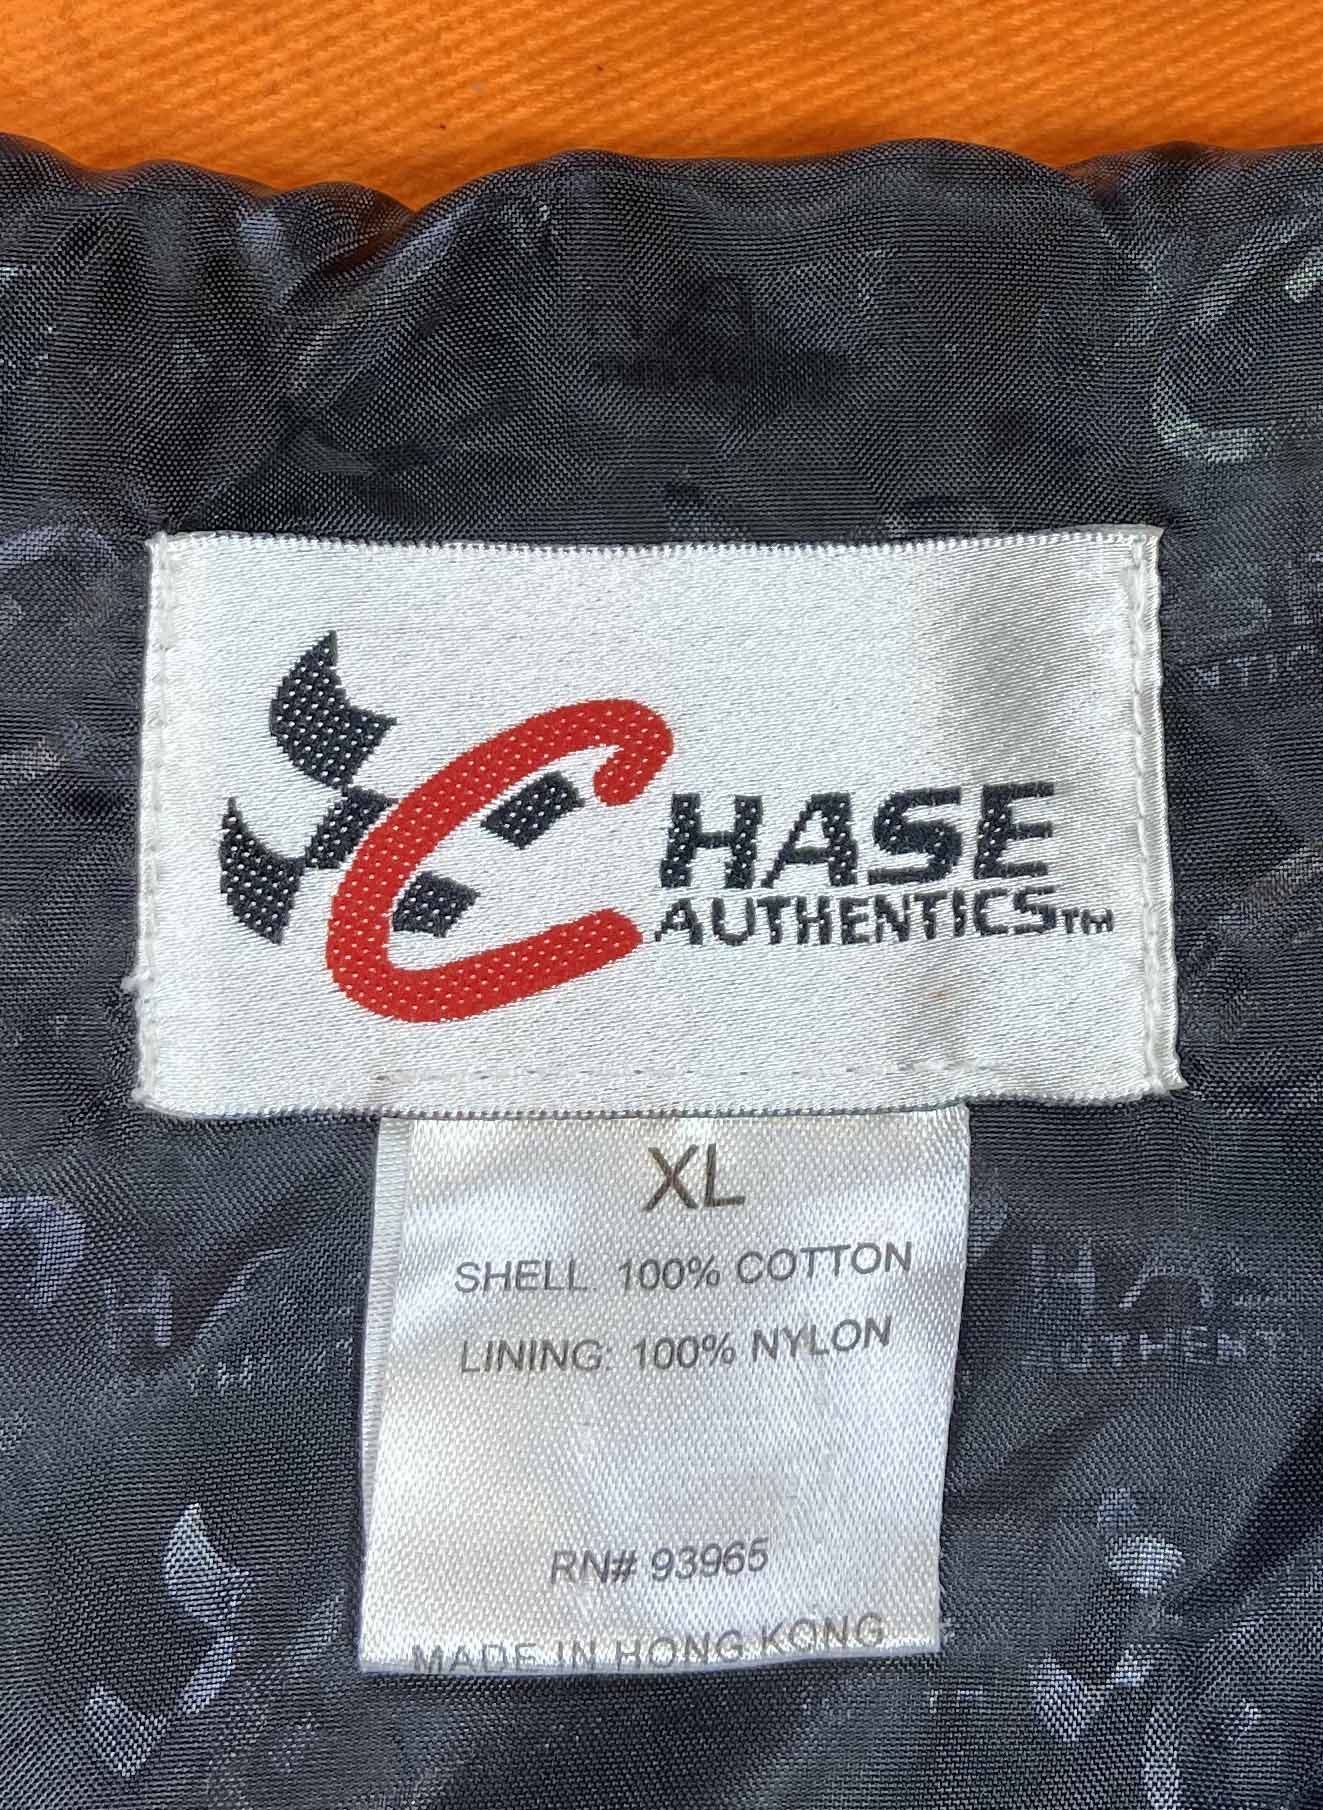 CHASE
AUTHENTICS™
XL
SHELL 100% COTTON
LINING: 100% NYLON
RN# 93965
MADE IN HONG KONG